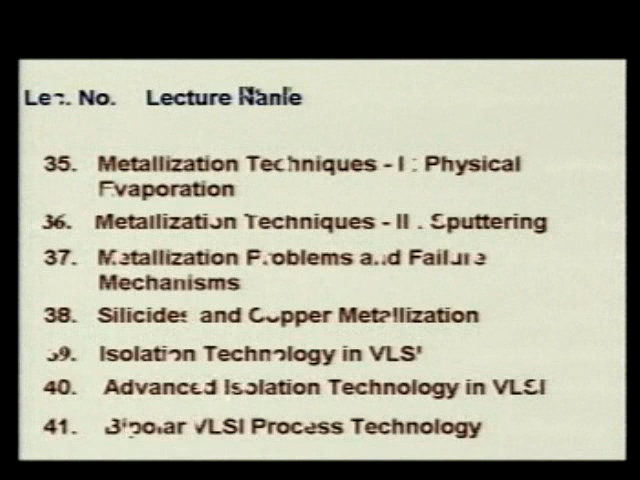 Lec. No. Lecture Name
35. Metallization Techniques - I : Physical
Evaporation
36. Metallization Techniques - II : Sputtering
37. Metallization Problems and Failure
Mechanisms
38. Silicides and Copper Metallization
39. Isolation Technology in VLSI
40. Advanced Isolation Technology in VLSI
41. Bipolar VLSI Process Technology